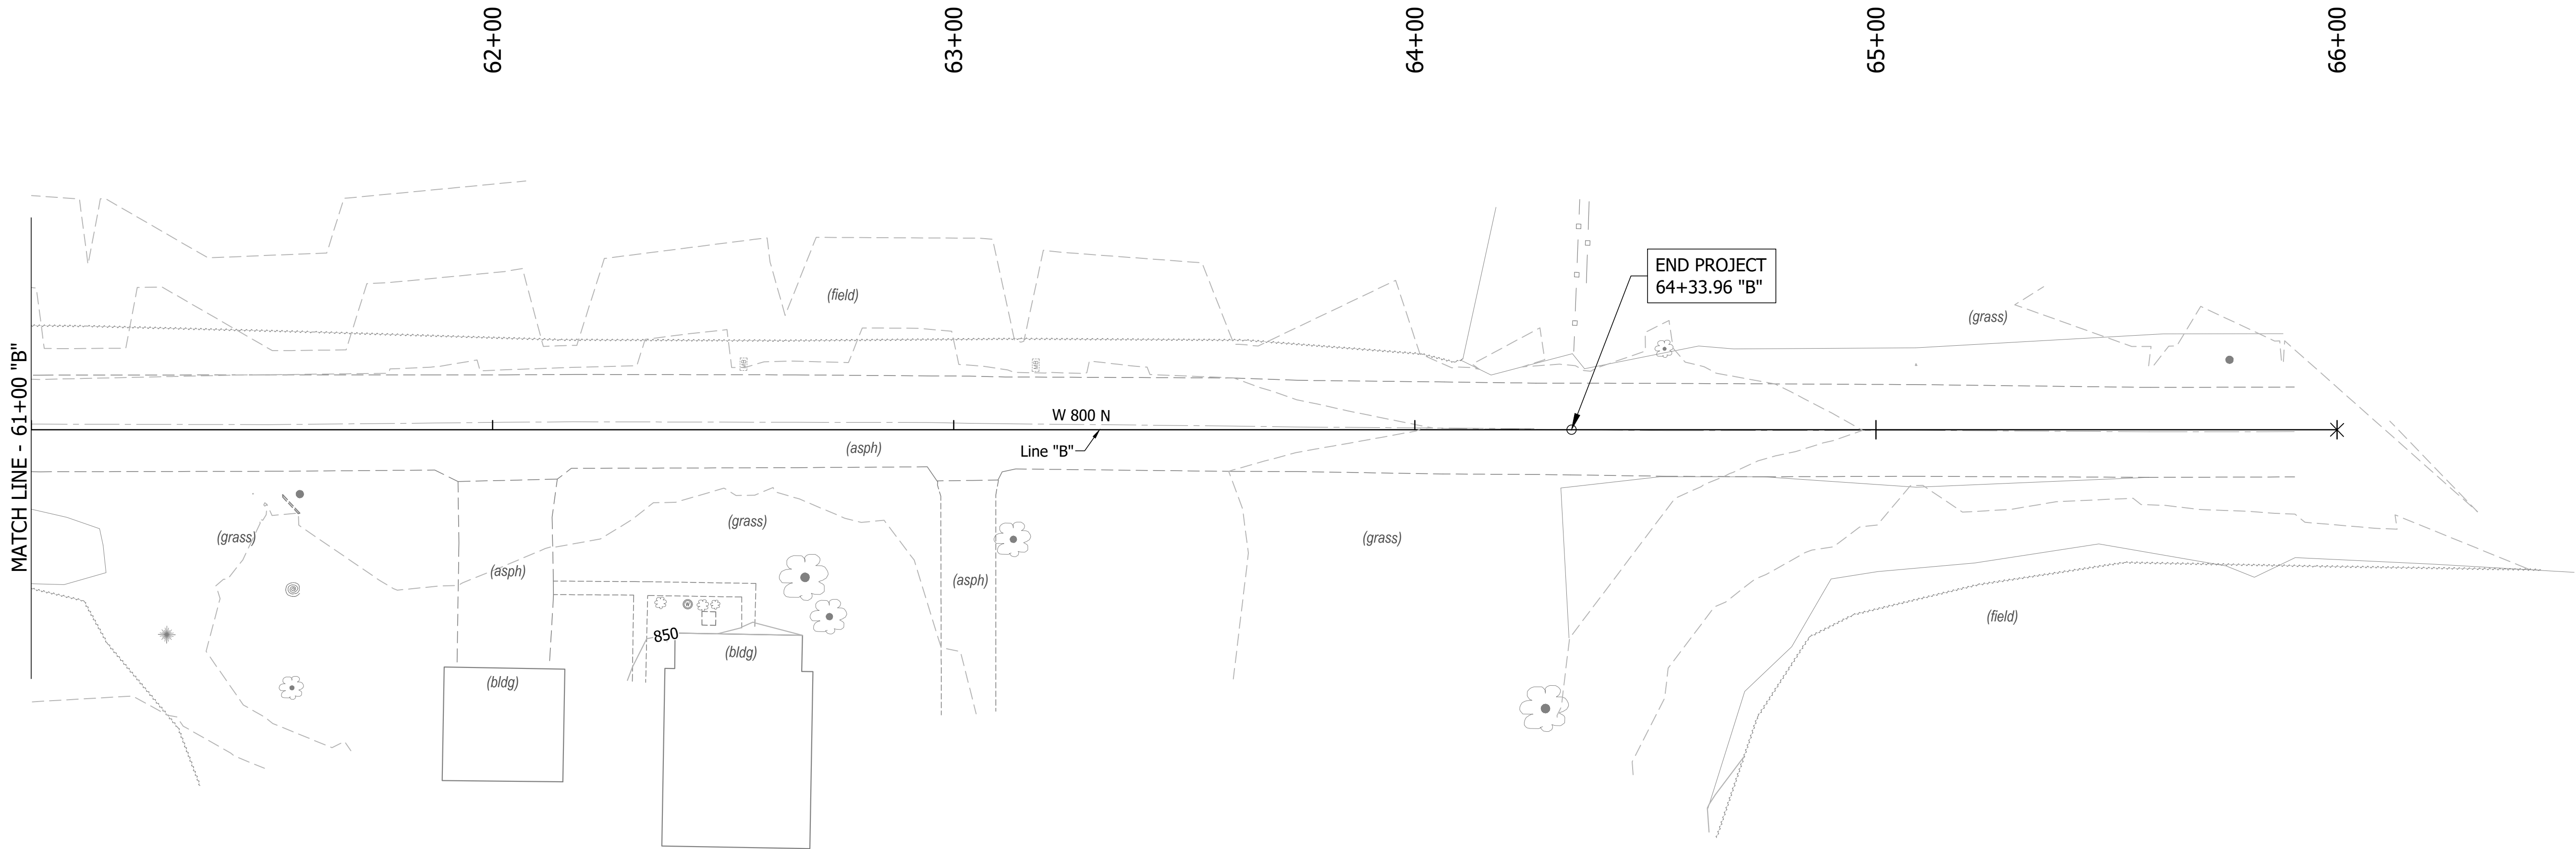 62+00
63+00
64+00
65+00
66+00
MATCH LINE - 61+00 "B"
END PROJECT
64+33.96 "B"
(field)
(grass)
W 800 N
Line "B"
(asph)
(grass)
(grass)
(grass)
(asph)
(asph)
(field)
850
(bldg)
(bldg)